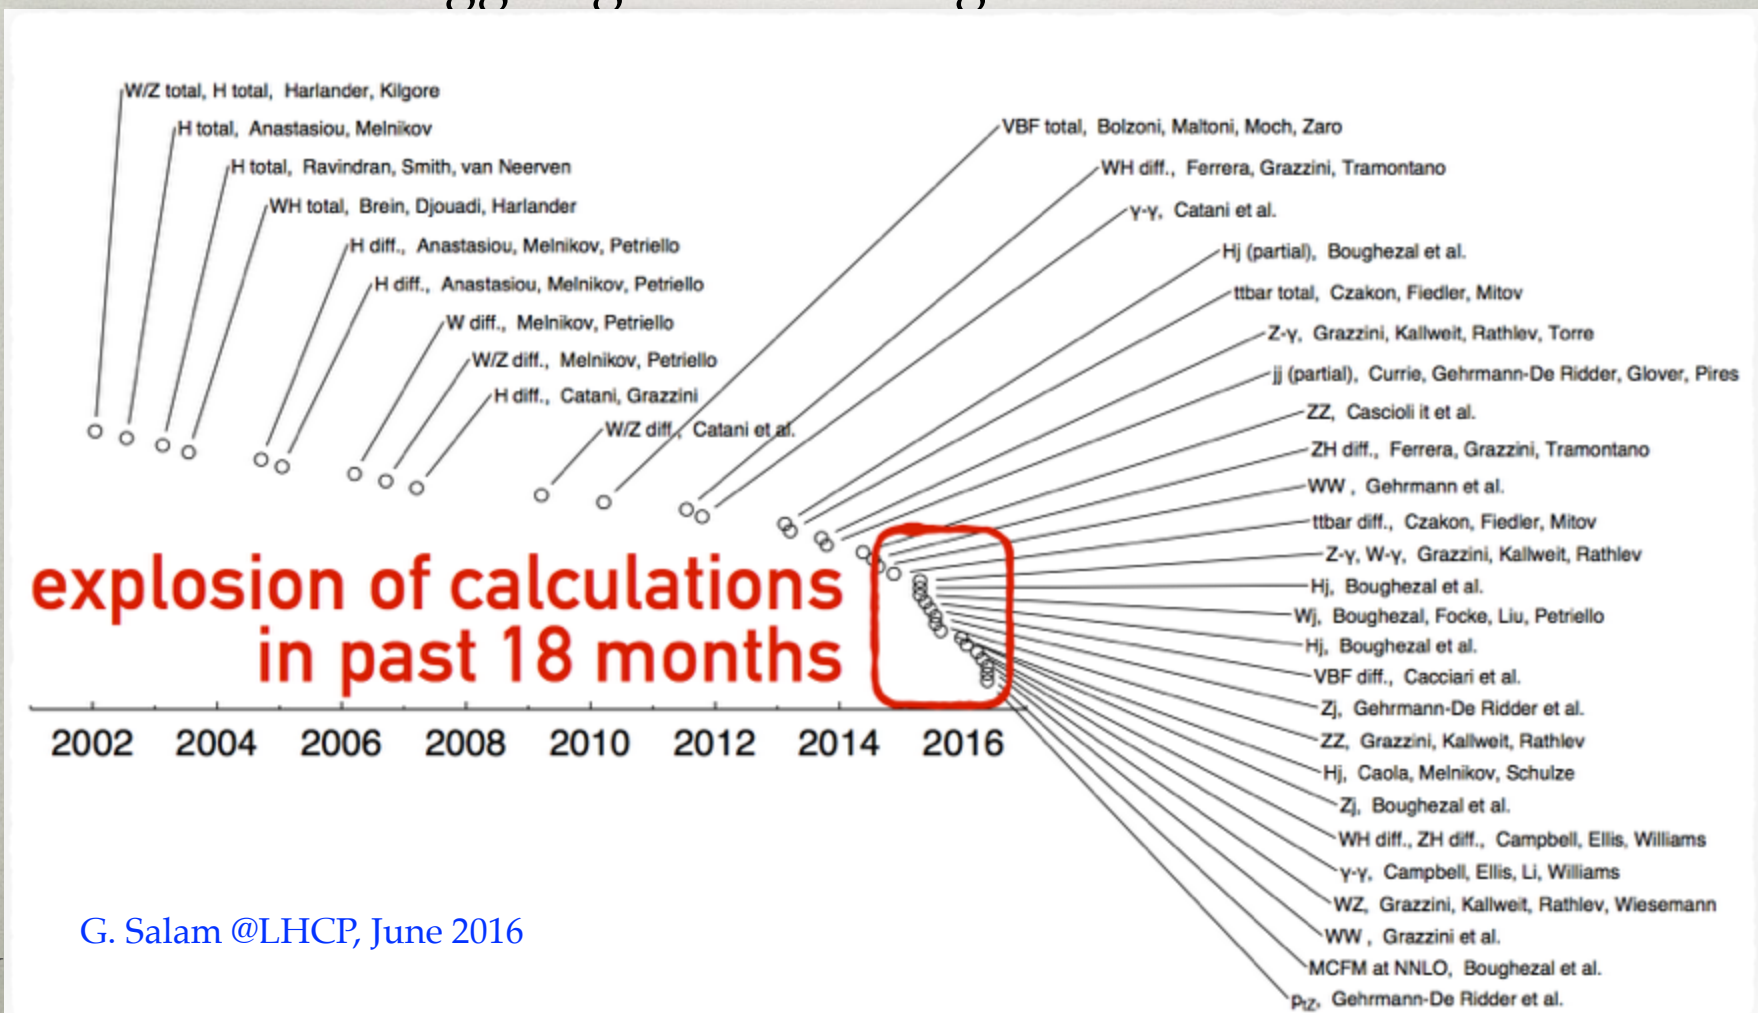 W/Z total, H total, Harlander, Kilgore
H total, Anastasiou, Melnikov
H total, Ravindran, Smith, van Neerven
WH total, Brein, Djouadi, Harlander
H diff., Anastasiou, Melnikov, Petriello
H diff., Anastasiou, Melnikov, Petriello
W diff., Melnikov, Petriello
W/Z diff., Melnikov, Petriello
H diff., Catani, Grazzini
W/Z diff., Catani et al.
VBF total, Bolzoni, Maltoni, Moch, Zaro
WH diff., Ferrera, Grazzini, Tramontano
γ-γ, Catani et al.
Hj (partial), Boughezal et al.
ttbar total, Czakon, Fiedler, Mitov
Z-γ, Grazzini, Kallweit, Rathlev, Torre
jj (partial), Currie, Gehrmann-De Ridder, Glover, Pires
ZZ, Cascioli it et al.
ZH diff., Ferrera, Grazzini, Tramontano
WW , Gehrmann et al.
ttbar diff., Czakon, Fiedler, Mitov
Z-γ, W-γ, Grazzini, Kallweit, Rathlev
Hj, Boughezal et al.
Wj, Boughezal, Focke, Liu, Petriello
Hj, Boughezal et al.
VBF diff., Cacciari et al.
Zj, Gehrmann-De Ridder et al.
ZZ, Grazzini, Kallweit, Rathlev
Hj, Caola, Melnikov, Schulze
Zj, Boughezal et al.
WH diff., ZH diff., Campbell, Ellis, Williams
γ-γ, Campbell, Ellis, Li, Williams
WZ, Grazzini, Kallweit, Rathlev, Wiesemann
WW , Grazzini et al.
MCFM at NNLO, Boughezal et al.
ptZ, Gehrmann-De Ridder et al.
explosion of calculations
in past 18 months
2002 2004 2006 2008 2010 2012 2014 2016
G. Salam @LHCP, June 2016